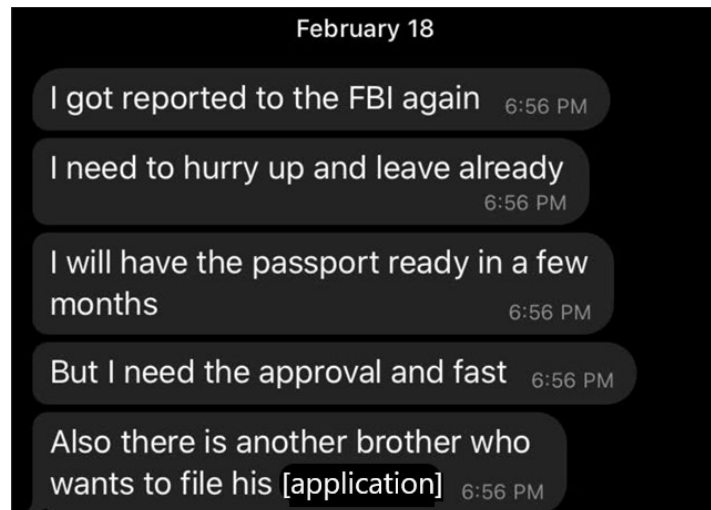 February 18
I got reported to the FBI again 6:56 PM
I need to hurry up and leave already
6:56 PM
I will have the passport ready in a few
months 6:56 PM
But I need the approval and fast 6:56 PM
Also there is another brother who
wants to file his [application] 6:56 PM